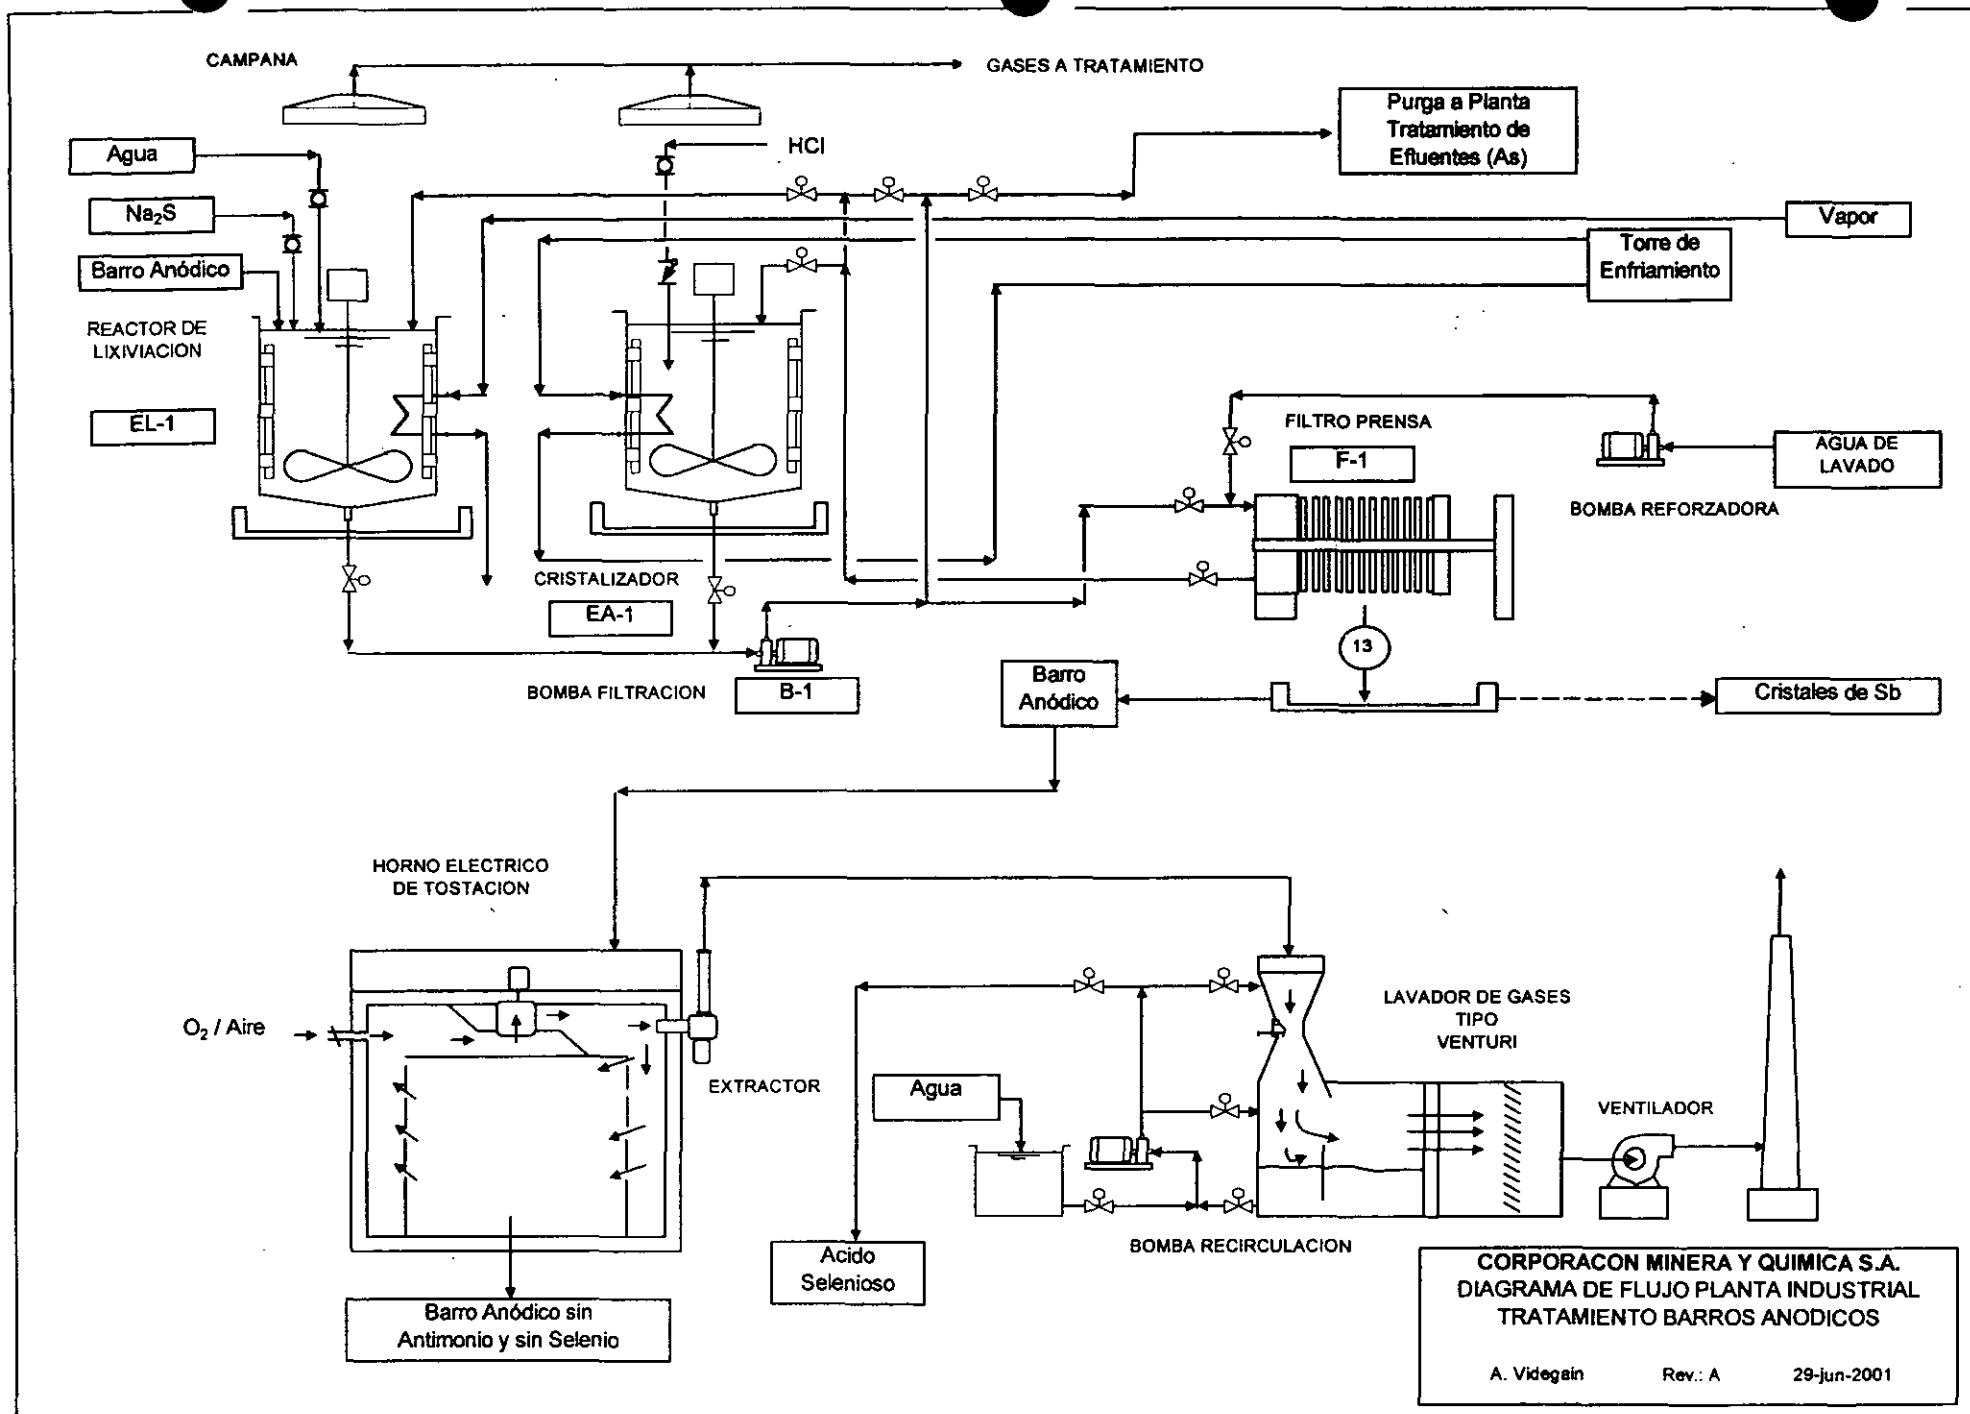 CAMPANA
GASES A TRATAMIENTO
Purga a Planta
Tratamiento de
Efluentes (As)
Agua
HCl
Na₂S
Vapor
Barro Anódico
Torre de
Enfriamiento
REACTOR DE
LIXIVIACION
EL-1
FILTRO PRENSA
F-1
AGUA DE
LAVADO
BOMBA REFORZADORA
CRISTALIZADOR
EA-1
13
BOMBA FILTRACION
B-1
Barro
Anódico
Cristales de Sb
HORNO ELECTRICO
DE TOSTACION
O₂ / Aire
EXTRACTOR
LAVADOR DE GASES
TIPO
VENTURI
Agua
VENTILADOR
BOMBA RECIRCULACION
Acido
Selenioso
Barro Anódico sin
Antimonio y sin Selenio
CORPORACON MINERA Y QUIMICA S.A.
DIAGRAMA DE FLUJO PLANTA INDUSTRIAL
TRATAMIENTO BARROS ANODICOS
A. Videgain Rev.: A 29-jun-2001